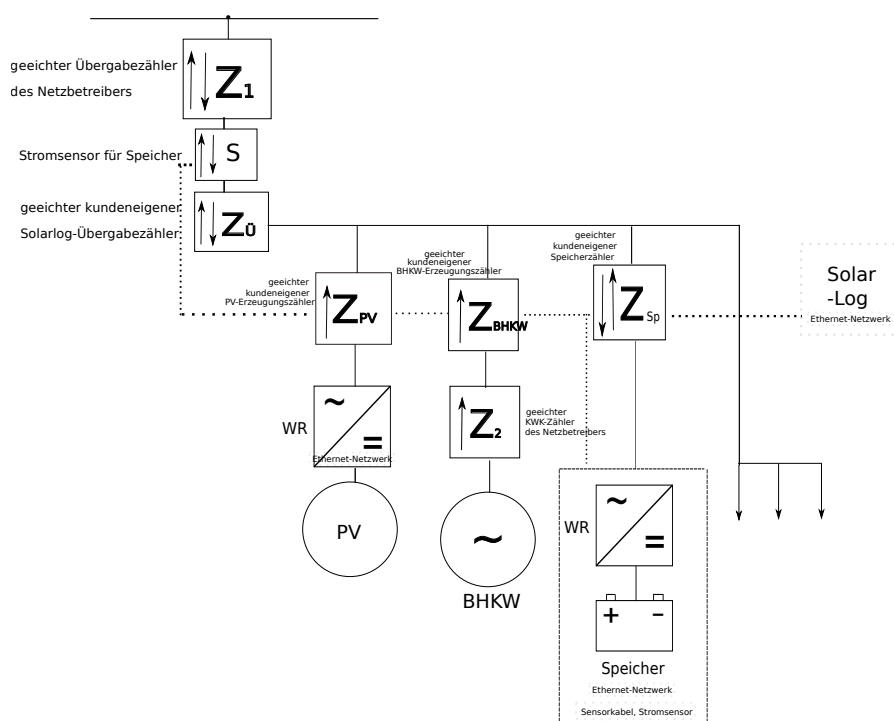 geeichter Übergabezähler
des Netzbetreibers
Z1
Stromsensor für Speicher
S
geeichter kundeneigener
Solarlog-Übergabezähler
ZÜ
geeichter
kundeneigener
PV-Erzeugungszähler
ZPV
geeichter
kundeneigener
BHKW-Erzeugungszähler
ZBHKW
geeichter
kundeneigener
Speicherzähler
ZSp
Solar
-Log
Ethernet-Netzwerk
WR
~
=
Ethernet-Netzwerk
PV
Z2
geeichter
KWK-Zähler
des Netzbetreibers
~
BHKW
WR
~
=
+ -
Speicher
Ethernet-Netzwerk
Sensorkabel, Stromsensor